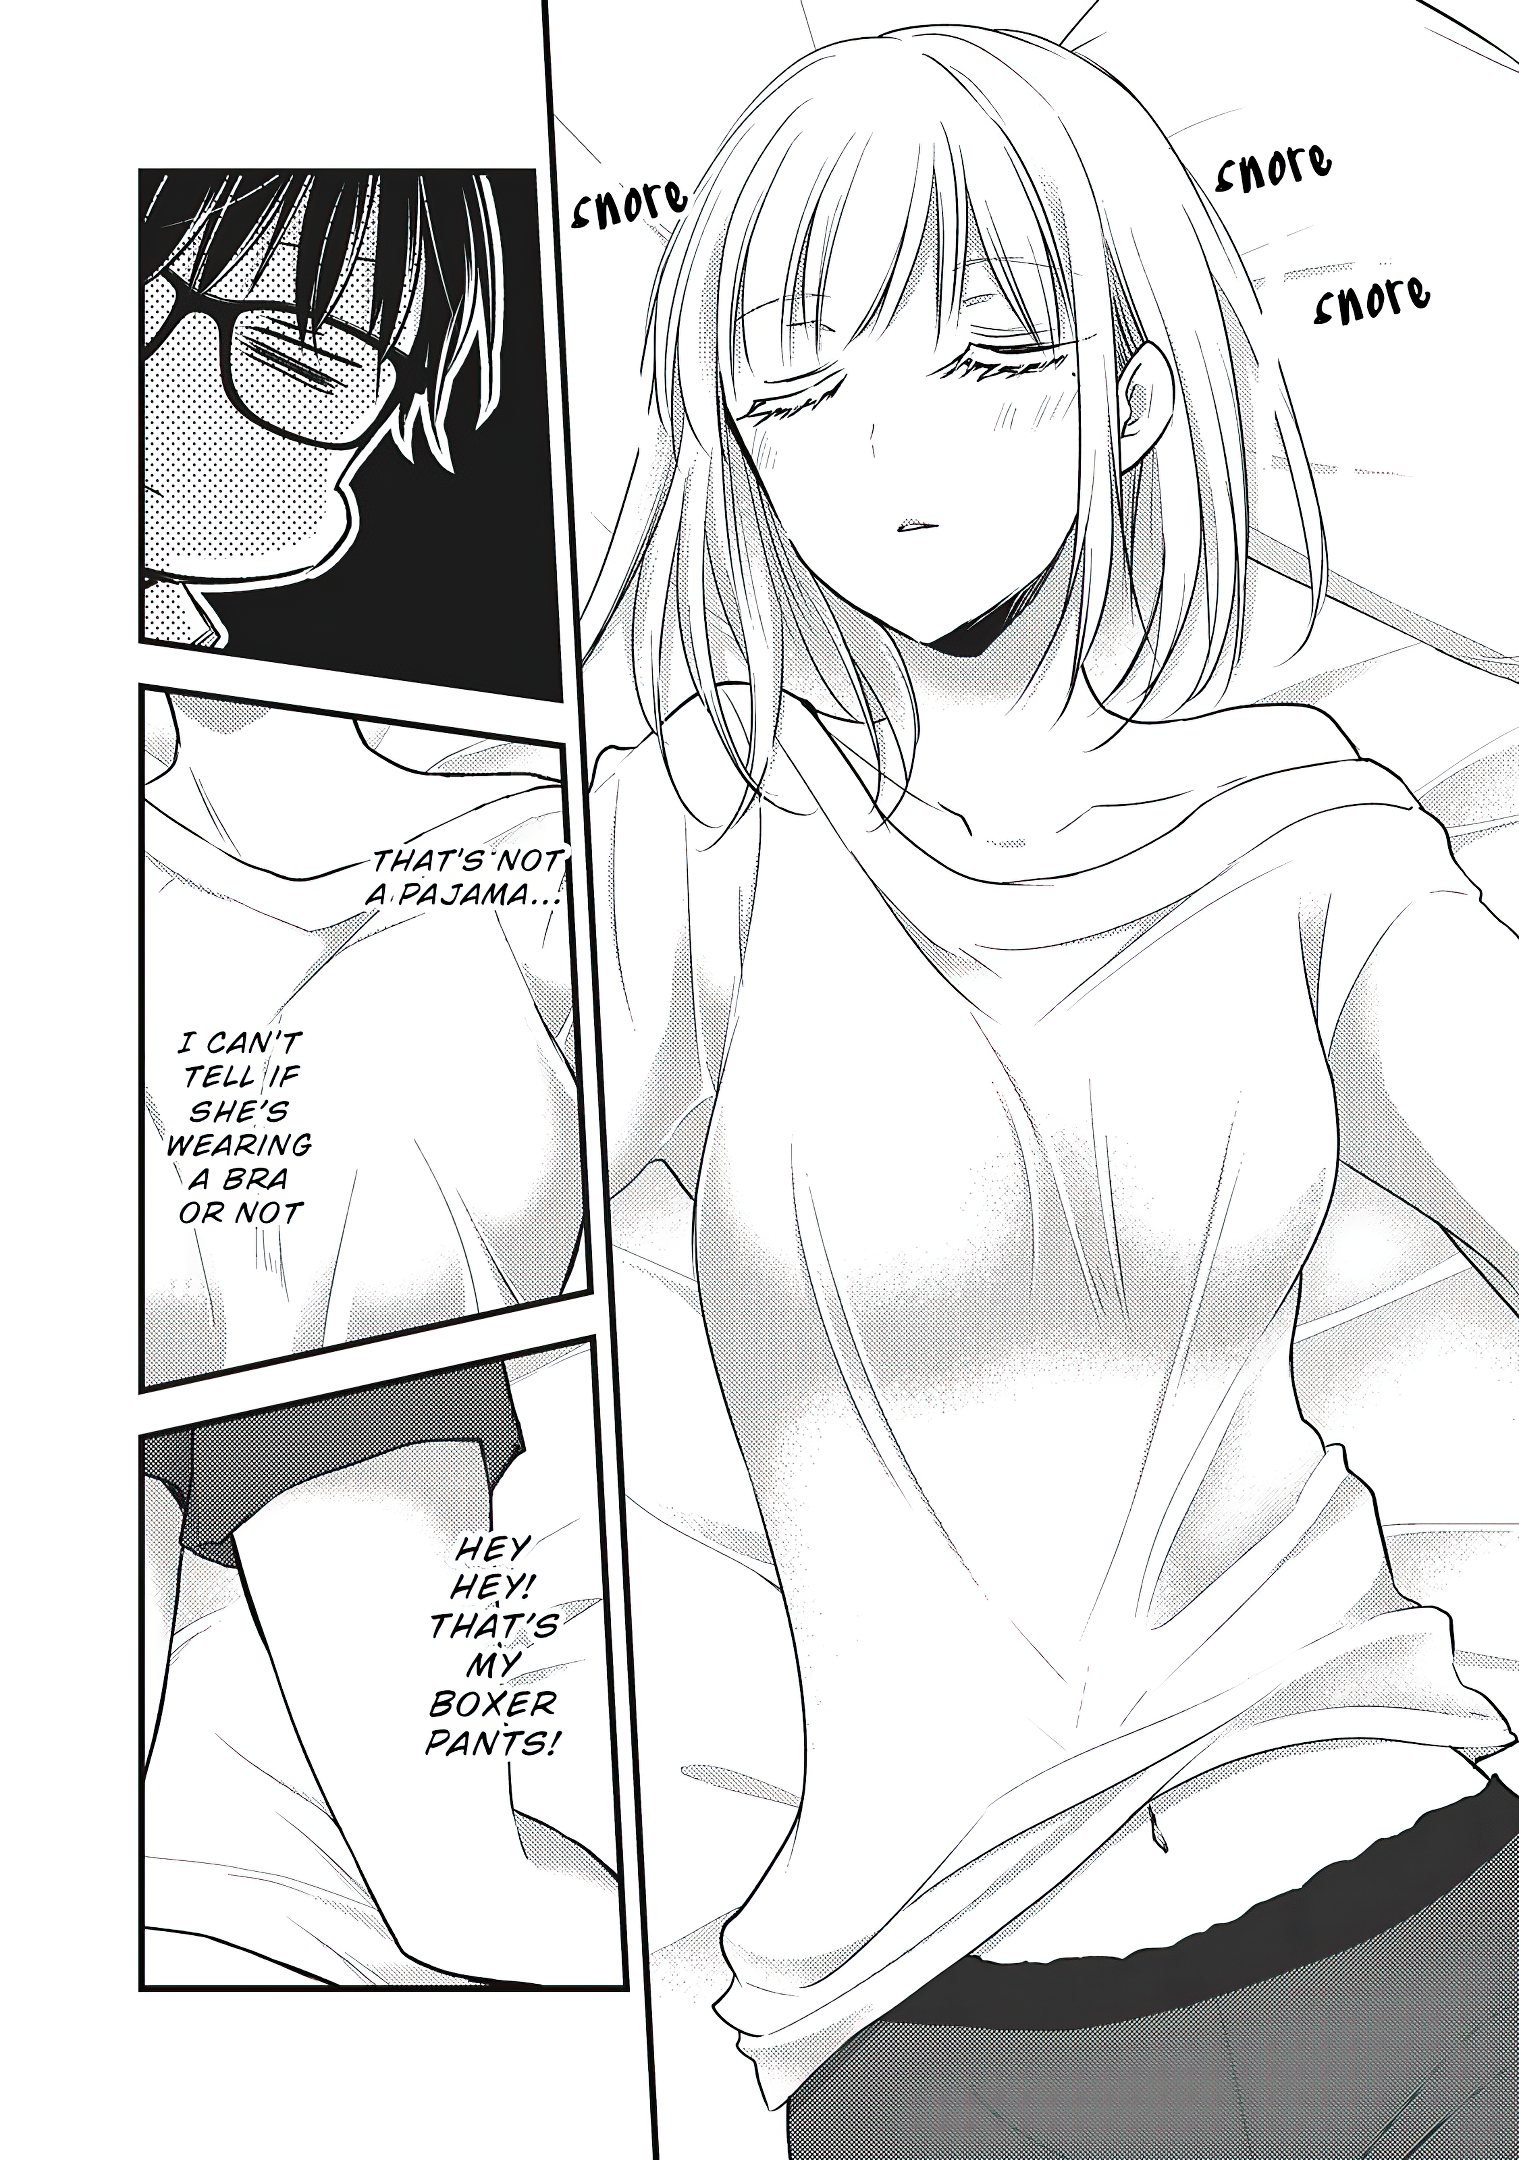 snore
snore
snore
THAT'S NOT
A PAJAMA...
I CAN'T
TELL IF
SHE'S
WEARING
A BRA
OR NOT
HEY
HEY!
THAT'S
MY
BOXER
PANTS!